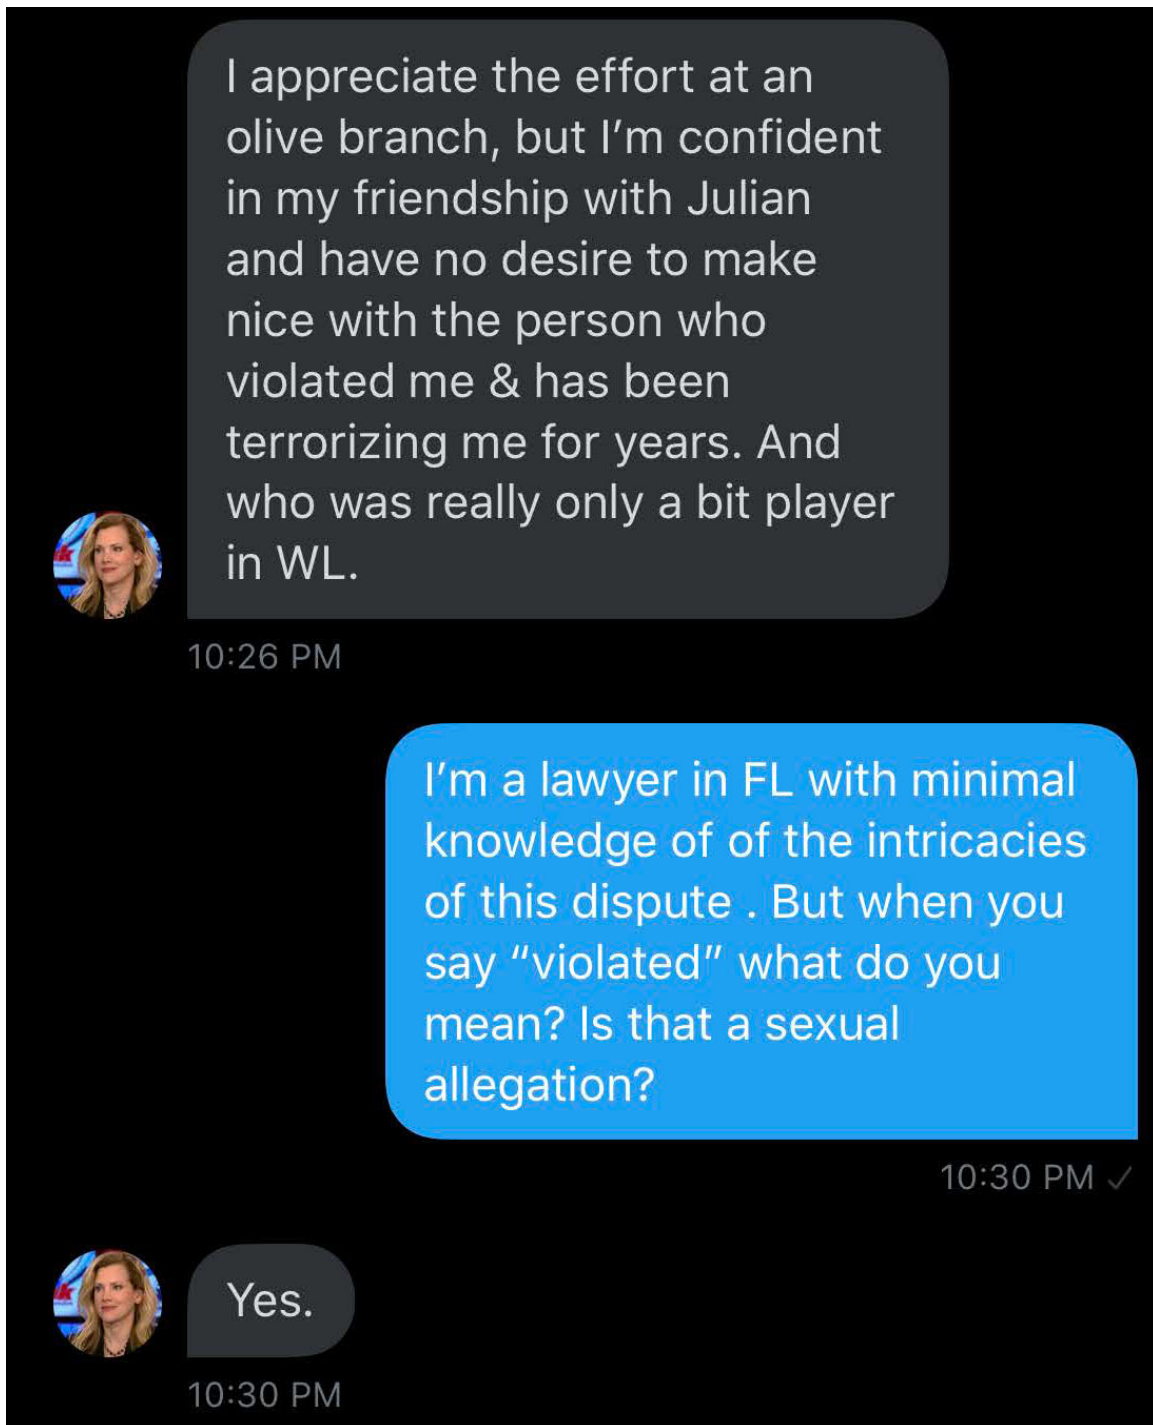 I appreciate the effort at an
olive branch, but I’m confident
in my friendship with Julian
and have no desire to make
nice with the person who
violated me & has been
terrorizing me for years. And
who was really only a bit player
in WL.
10:26 PM
I’m a lawyer in FL with minimal
knowledge of of the intricacies
of this dispute . But when you
say “violated” what do you
mean? Is that a sexual
allegation?
10:30 PM ✓
Yes.
10:30 PM